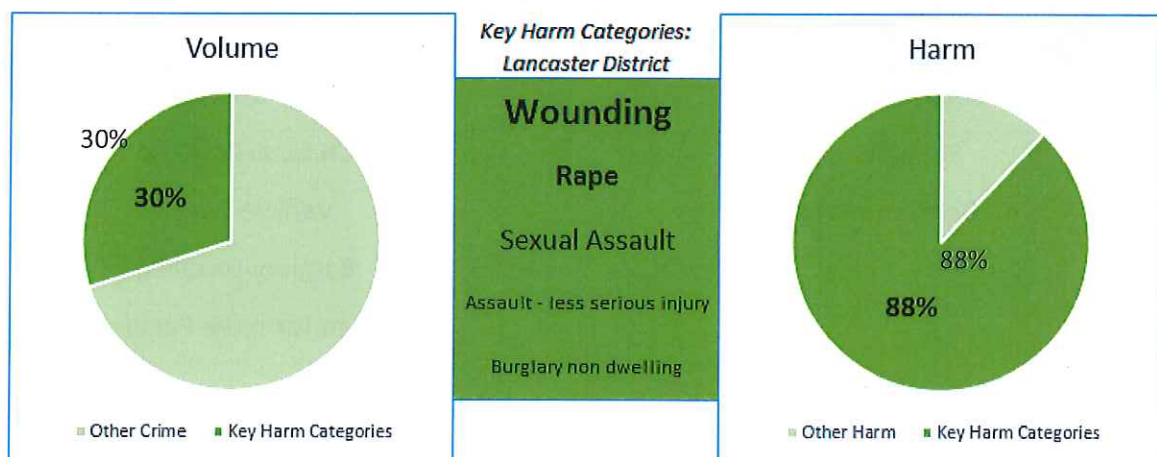 Volume
30%
30%
Other Crime Key Harm Categories
Key Harm Categories:
Lancaster District
Wounding
Rape
Sexual Assault
Assault - less serious injury
Burglary non dwelling
Harm
88%
88%
Other Harm Key Harm Categories